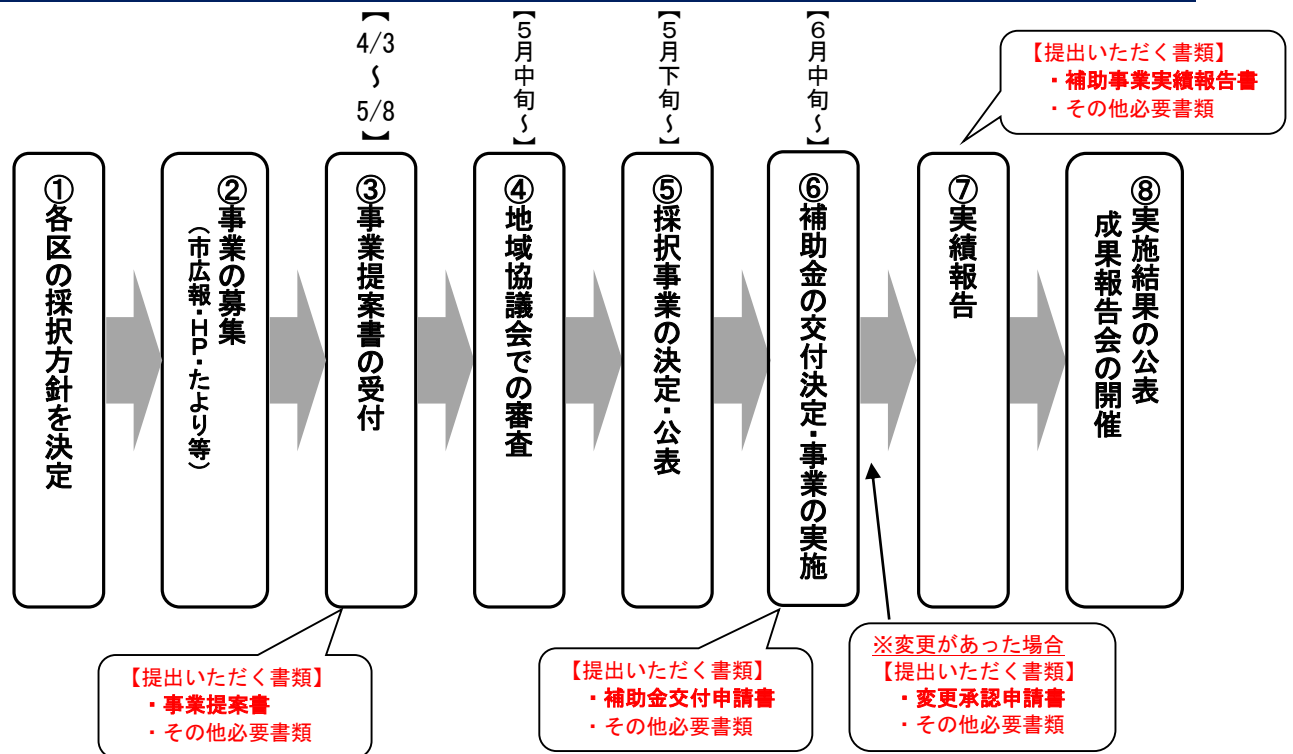 【4/3～5/8】
【５月中旬～】
【５月下旬～】
【６月中旬～】
【提出いただく書類】
・補助事業実績報告書
・その他必要書類
①各区の採択方針を決定
②事業の募集
（市広報・ＨＰ・たより等）
③事業提案書の受付
④地域協議会での審査
⑤採択事業の決定・公表
⑥補助金の交付決定・事業の実施
⑦実績報告
⑧実施結果の公表
成果報告会の開催
【提出いただく書類】
・事業提案書
・その他必要書類
【提出いただく書類】
・補助金交付申請書
・その他必要書類
※変更があった場合
【提出いただく書類】
・変更承認申請書
・その他必要書類